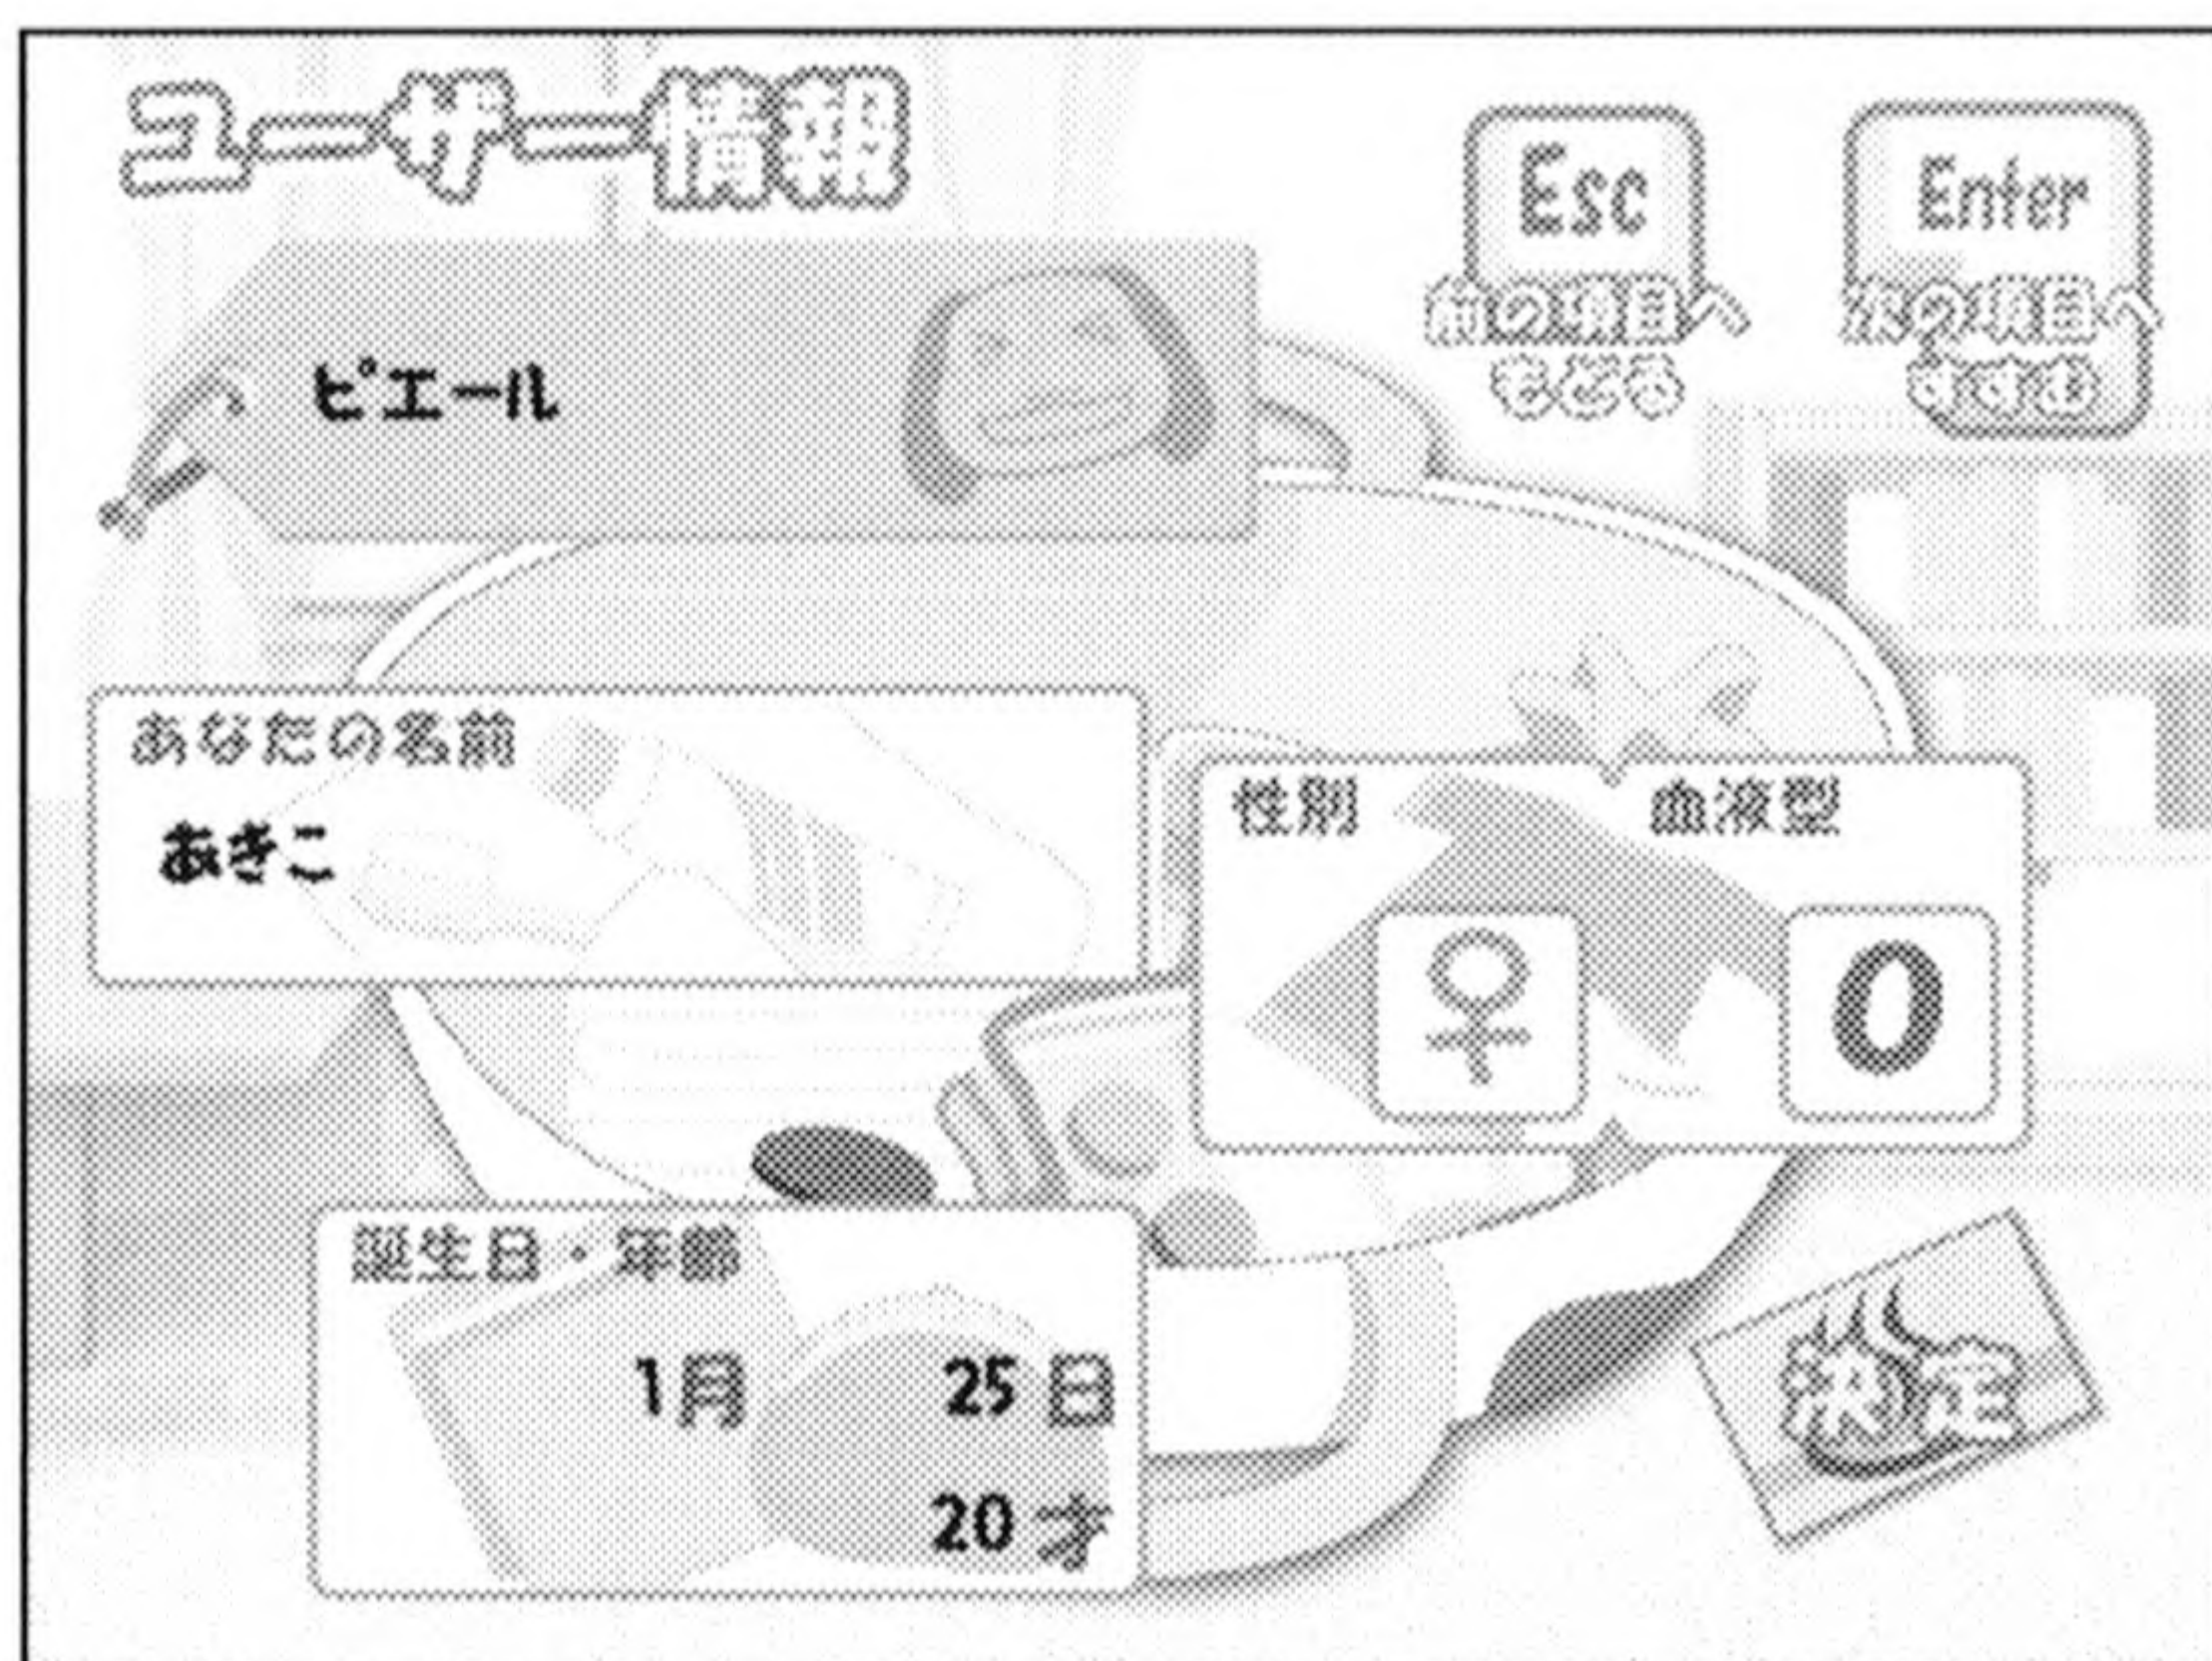 ユーザー情報
Esc
前の項目へ
もどる
Enter
次の項目へ
すすむ
ピエール
あなたの名前
あきこ
性別
♀
血液型
O
誕生日・年齢
1月 25日
20才
決定